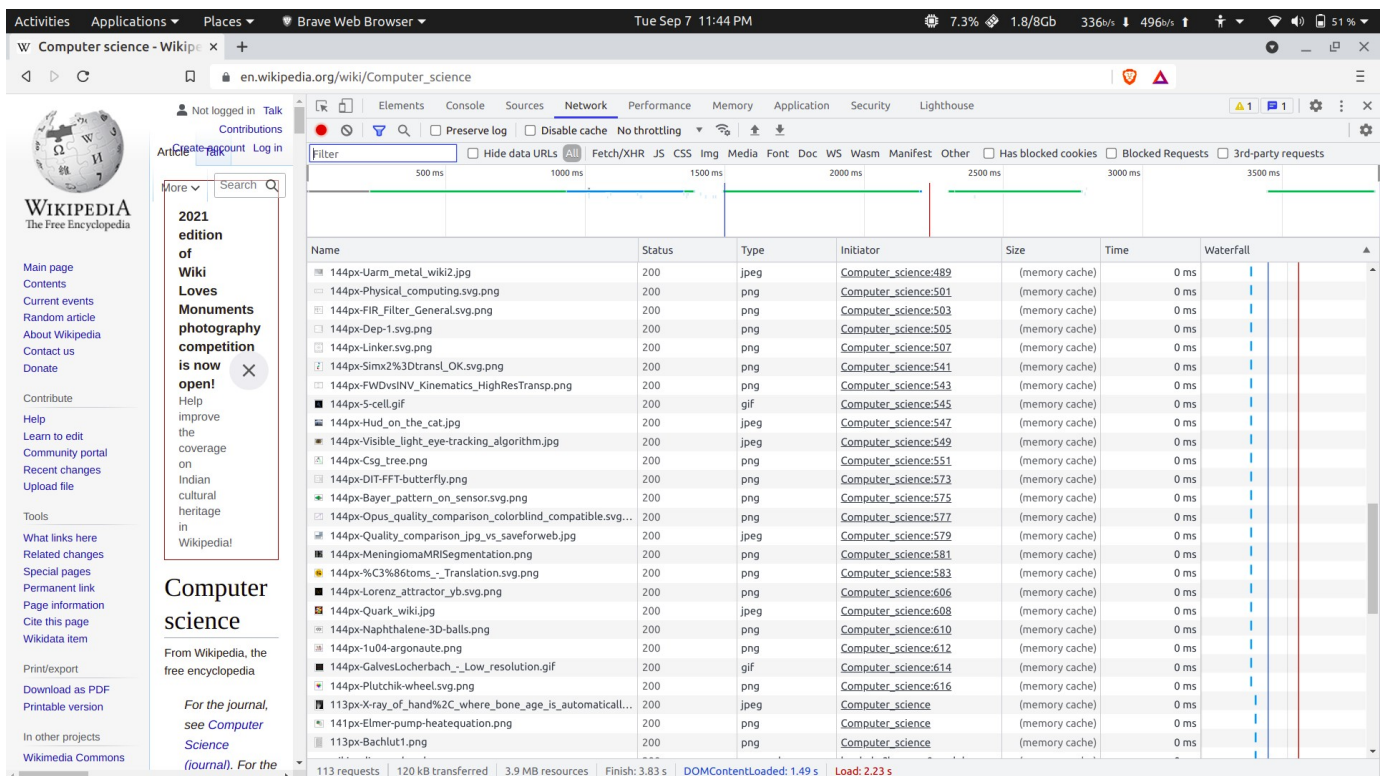 Activities Applications Places Brave Web Browser Tue Sep 7 11:44 PM 7.3% 1.8/8Gb 336b/s 496b/s 51 %
W Computer science - Wikipe × +
en.wikipedia.org/wiki/Computer_science
WIKIPEDIA
The Free Encyclopedia
Main page
Contents
Current events
Random article
About Wikipedia
Contact us
Donate
Contribute
Help
Learn to edit
Community portal
Recent changes
Upload file
Tools
What links here
Related changes
Special pages
Permanent link
Page information
Cite this page
Wikidata item
Print/export
Download as PDF
Printable version
In other projects
Wikimedia Commons
Not logged in Talk
Contributions
Create account Log in
Article Talk
More Search
2021
edition
of
Wiki
Loves
Monuments
photography
competition
is now
open!
Help
improve
the
coverage
on
Indian
cultural
heritage
in
Wikipedia!
Computer
science
From Wikipedia, the
free encyclopedia
For the journal,
see Computer
Science
(journal). For the
Elements Console Sources Network Performance Memory Application Security Lighthouse 1 1
Preserve log Disable cache No throttling
Filter Hide data URLs All Fetch/XHR JS CSS Img Media Font Doc WS Wasm Manifest Other Has blocked cookies Blocked Requests 3rd-party requests
500 ms 1000 ms 1500 ms 2000 ms 2500 ms 3000 ms 3500 ms
Name Status Type Initiator Size Time Waterfall
144px-Uarm_metal_wiki2.jpg 200 jpeg Computer_science:489 (memory cache) 0 ms
144px-Physical_computing.svg.png 200 png Computer_science:501 (memory cache) 0 ms
144px-FIR_Filter_General.svg.png 200 png Computer_science:503 (memory cache) 0 ms
144px-Dep-1.svg.png 200 png Computer_science:505 (memory cache) 0 ms
144px-Linker.svg.png 200 png Computer_science:507 (memory cache) 0 ms
144px-Simx2%3Dtransl_OK.svg.png 200 png Computer_science:541 (memory cache) 0 ms
144px-FWDvsINV_Kinematics_HighResTransp.png 200 png Computer_science:543 (memory cache) 0 ms
144px-5-cell.gif 200 gif Computer_science:545 (memory cache) 0 ms
144px-Hud_on_the_cat.jpg 200 jpeg Computer_science:547 (memory cache) 0 ms
144px-Visible_light_eye-tracking_algorithm.jpg 200 jpeg Computer_science:549 (memory cache) 0 ms
144px-Csg_tree.png 200 png Computer_science:551 (memory cache) 0 ms
144px-DIT-FFT-butterfly.png 200 png Computer_science:573 (memory cache) 0 ms
144px-Bayer_pattern_on_sensor.svg.png 200 png Computer_science:575 (memory cache) 0 ms
144px-Opus_quality_comparison_colorblind_compatible.svg... 200 png Computer_science:577 (memory cache) 0 ms
144px-Quality_comparison_jpg_vs_saveforweb.jpg 200 jpeg Computer_science:579 (memory cache) 0 ms
144px-MeningiomaMRISegmentation.png 200 png Computer_science:581 (memory cache) 0 ms
144px-%C3%86toms_-_Translation.svg.png 200 png Computer_science:583 (memory cache) 0 ms
144px-Lorenz_attractor_yb.svg.png 200 png Computer_science:606 (memory cache) 0 ms
144px-Quark_wiki.jpg 200 jpeg Computer_science:608 (memory cache) 0 ms
144px-Naphthalene-3D-balls.png 200 png Computer_science:610 (memory cache) 0 ms
144px-1u04-argonaute.png 200 png Computer_science:612 (memory cache) 0 ms
144px-GalvesLocherbach_-_Low_resolution.gif 200 gif Computer_science:614 (memory cache) 0 ms
144px-Plutchik-wheel.svg.png 200 png Computer_science:616 (memory cache) 0 ms
113px-X-ray_of_hand%2C_where_bone_age_is_automaticall... 200 jpeg Computer_science (memory cache) 0 ms
141px-Elmer-pump-heatequation.png 200 png Computer_science (memory cache) 0 ms
113px-Bachlut1.png 200 png Computer_science (memory cache) 0 ms
113 requests 120 kB transferred 3.9 MB resources Finish: 3.83 s DOMContentLoaded: 1.49 s Load: 2.23 s